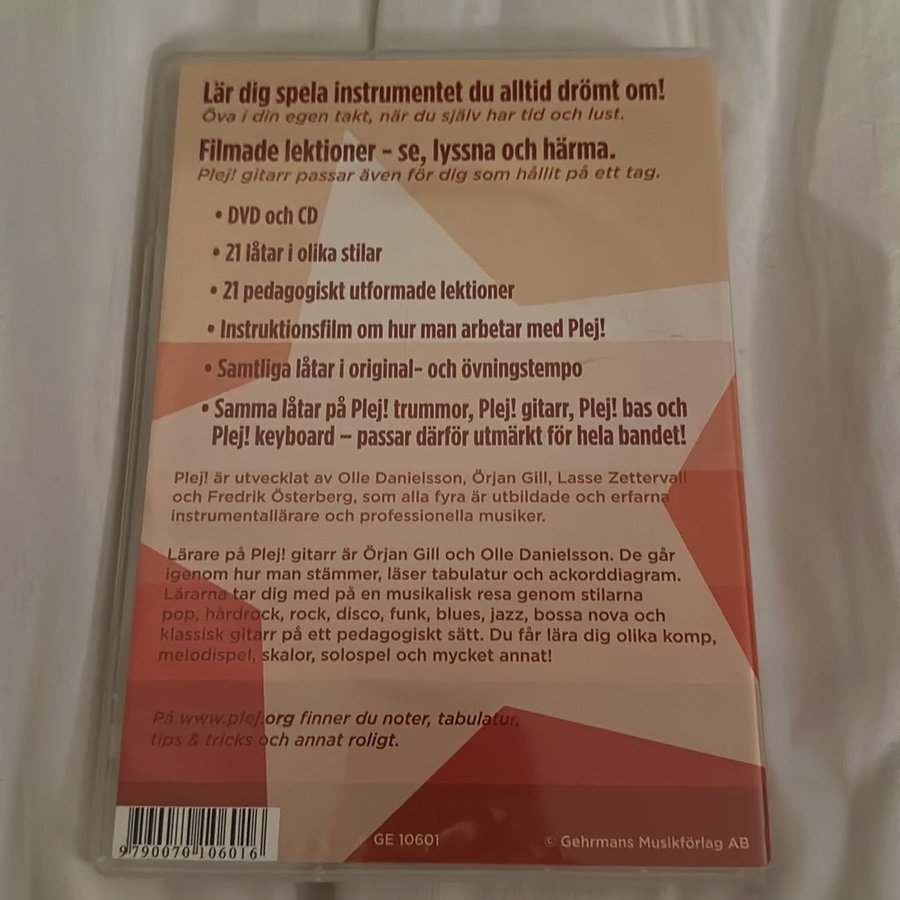 Lär dig spela instrumentet du alltid drömt om!
Öva i din egen takt, när du själv har tid och lust.
Filmade lektioner – se, lyssna och härma.
Plej! gitarr passar även för dig som hållit på ett tag.
• DVD och CD
• 21 låtar i olika stilar
• 21 pedagogiskt utformade lektioner
• Instruktionsfilm om hur man arbetar med Plej!
• Samtliga låtar i original- och övningstempo
• Samma låtar på Plej! trummor, Plej! gitarr, Plej! bas och
Plej! keyboard – passar därför utmärkt för hela bandet!
Plej! är utvecklat av Olle Danielsson, Örjan Gill, Lasse Zettervall
och Fredrik Österberg, som alla fyra är utbildade och erfarna
instrumentallärare och professionella musiker.
Lärare på Plej! gitarr är Örjan Gill och Olle Danielsson. De går
igenom hur man stämmer, läser tabulatur och ackorddiagram.
Lärarna tar dig med på en musikalisk resa genom stilarna
pop, hårdrock, rock, disco, funk, blues, jazz, bossa nova och
klassisk gitarr på ett pedagogiskt sätt. Du får lära dig olika komp,
melodispel, skalor, solospel och mycket annat!
På www.plej.org finner du noter, tabulatur,
tips & tricks och annat roligt.
9790070106016
GE 10601
© Gehrmans Musikförlag AB